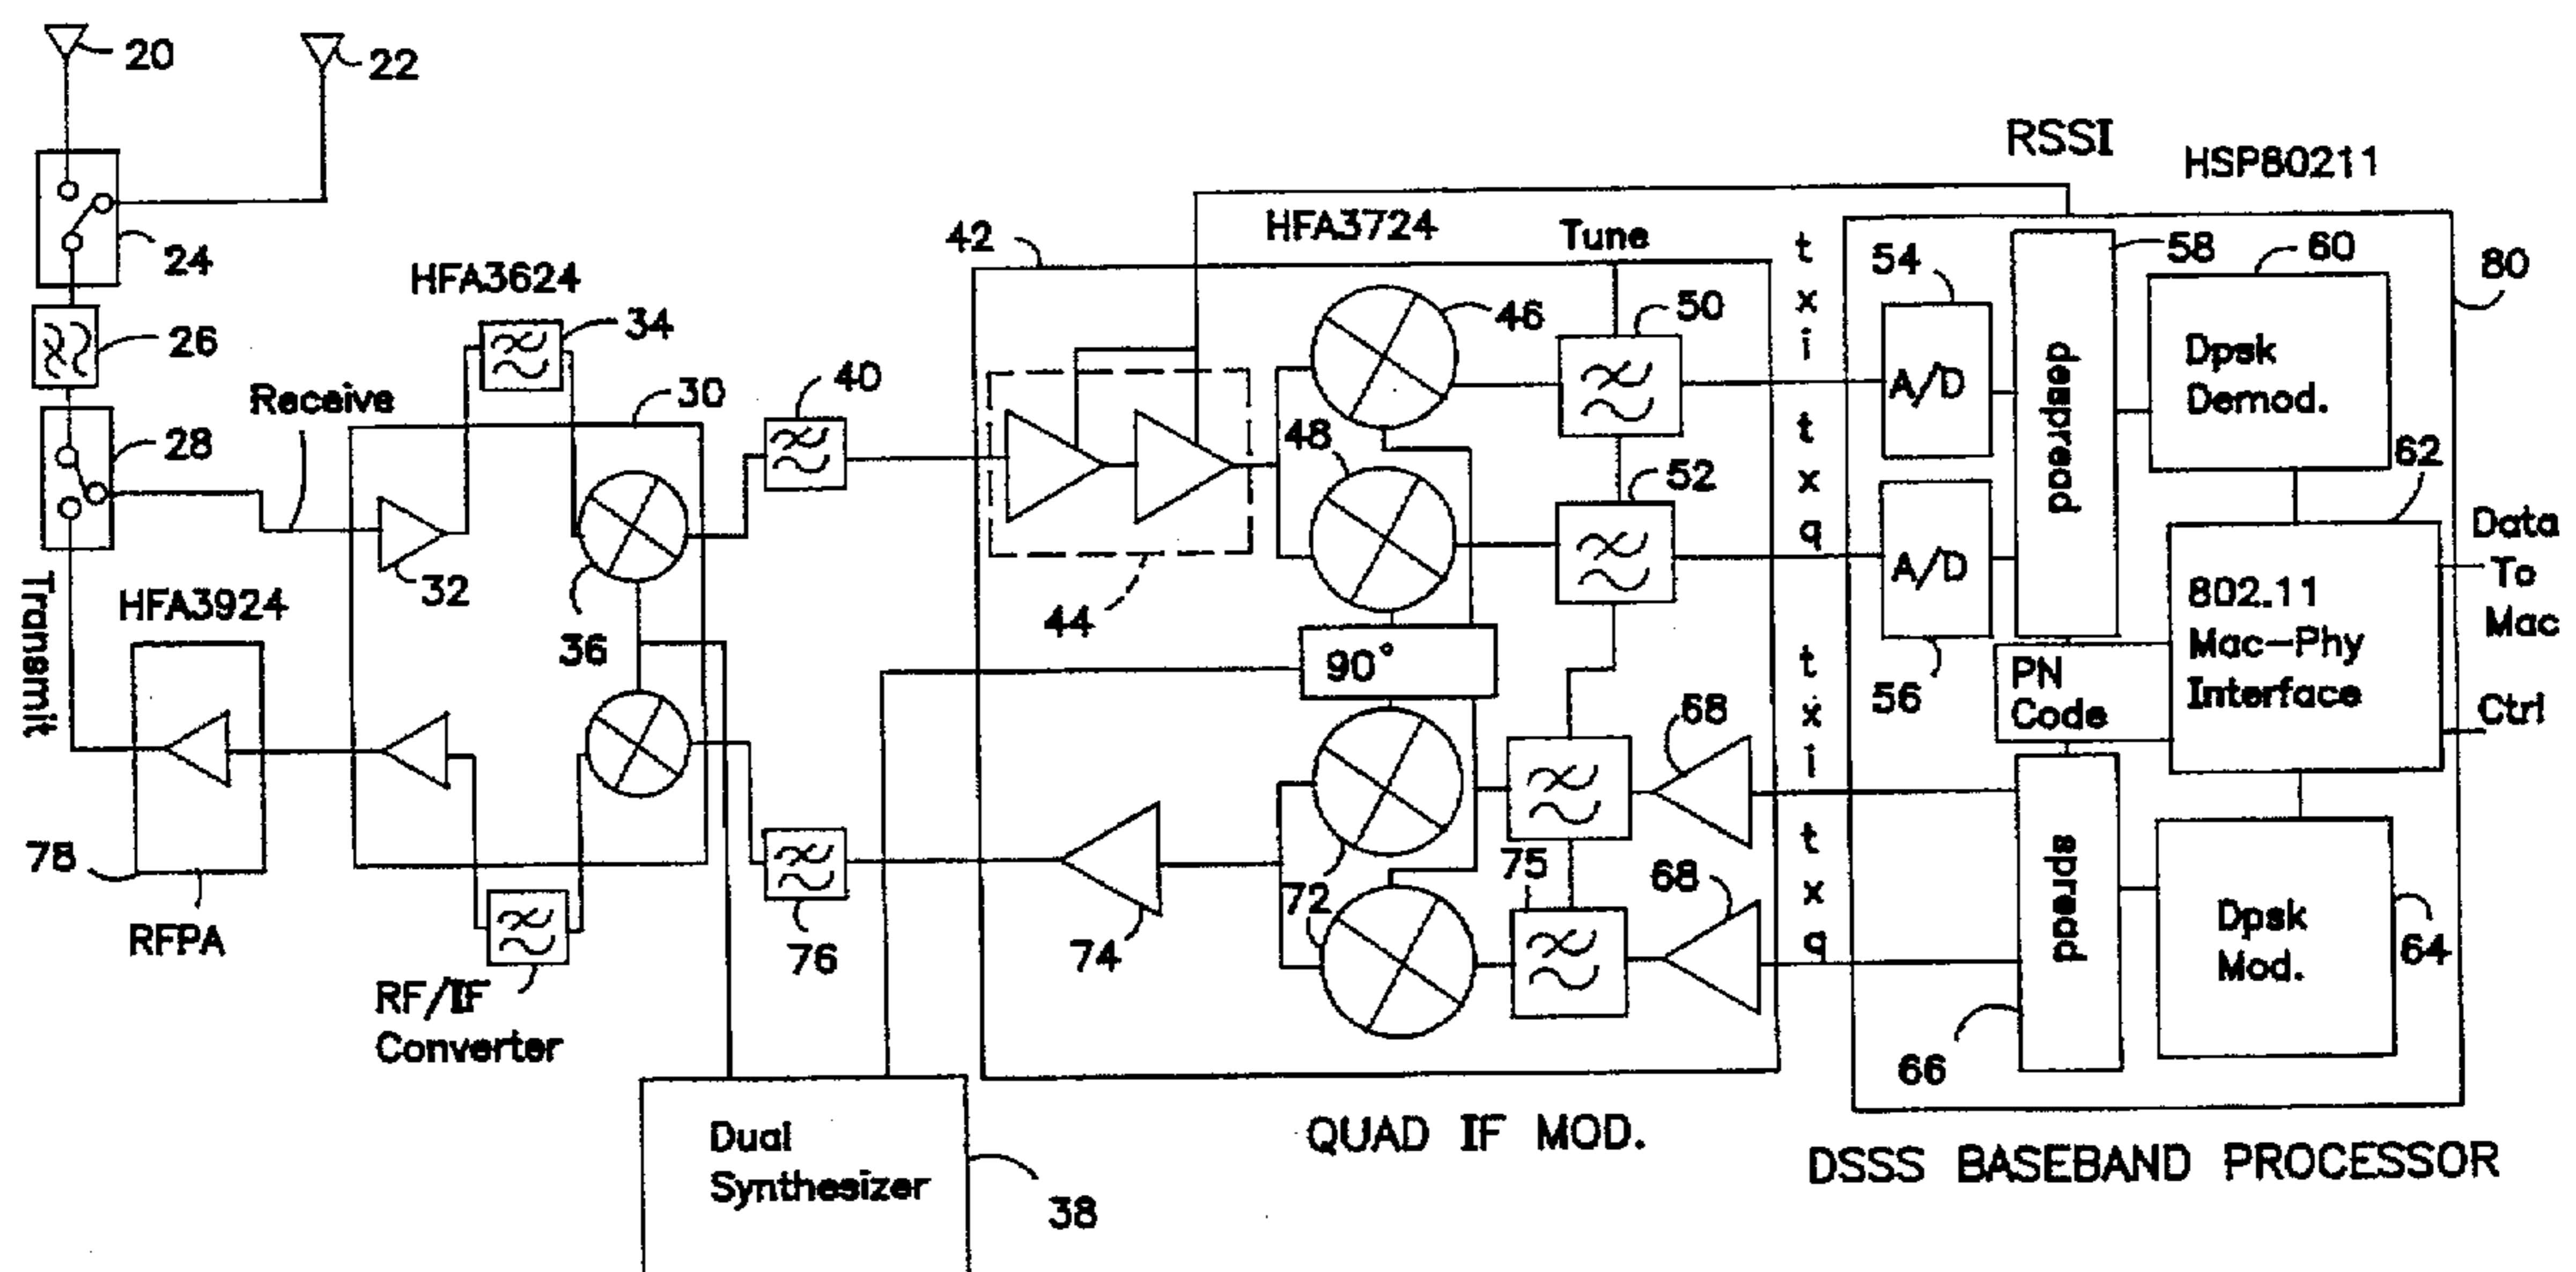 20
22
RSSI
HSP80211
24
HFA3624
42
HFA3724
Tune
t
x
i
54
58
60
80
26
34
46
50
Dpsk
Demod.
Receive
30
40
A/D
despread
28
48
t
x
q
52
62
Data
To
Mac
Transmit
HFA3924
32
36
44
90°
A/D
56
802.11
Mac-Phy
Interface
PN
Code
Ctrl
t
x
i
68
78
RFPA
RF/IF
Converter
76
74
72
72
75
68
t
x
q
spread
66
Dpsk
Mod.
64
Dual
Synthesizer
38
QUAD IF MOD.
DSSS BASEBAND PROCESSOR